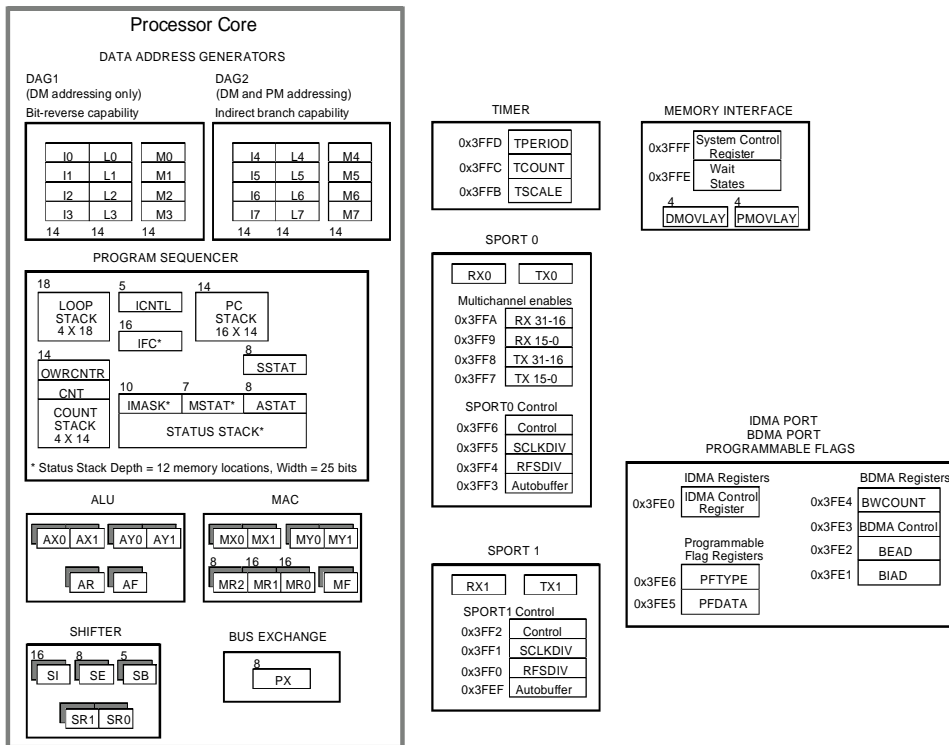 Processor Core
DATA ADDRESS GENERATORS
DAG1
(DM addressing only)
Bit-reverse capability
I0 L0 M0
I1 L1 M1
I2 L2 M2
I3 L3 M3
14 14 14
DAG2
(DM and PM addressing)
Indirect branch capability
I4 L4 M4
I5 L5 M5
I6 L6 M6
I7 L7 M7
14 14 14
PROGRAM SEQUENCER
18
LOOP
STACK
4 X 18
5
ICNTL
16
IFC*
14
PC
STACK
16 X 14
8
SSTAT
14
OWRCNTR
CNT
COUNT
STACK
4 X 14
10 7 8
IMASK* MSTAT* ASTAT
STATUS STACK*
* Status Stack Depth = 12 memory locations, Width = 25 bits
ALU
AX0 AX1 AY0 AY1
AR AF
MAC
MX0 MX1 MY0 MY1
8 16 16
MR2 MR1 MR0 MF
SHIFTER
16 8 5
SI SE SB
SR1 SR0
BUS EXCHANGE
8
PX
TIMER
0x3FFD TPERIOD
0x3FFC TCOUNT
0x3FFB TSCALE
SPORT 0
RX0 TX0
Multichannel enables
0x3FFA RX 31-16
0x3FF9 RX 15-0
0x3FF8 TX 31-16
0x3FF7 TX 15-0
SPORT0 Control
0x3FF6 Control
0x3FF5 SCLKDIV
0x3FF4 RFSDIV
0x3FF3 Autobuffer
SPORT 1
RX1 TX1
SPORT1 Control
0x3FF2 Control
0x3FF1 SCLKDIV
0x3FF0 RFSDIV
0x3FEF Autobuffer
MEMORY INTERFACE
0x3FFF System Control
Register
0x3FFE Wait
States
4 4
DMOVLAY PMOVLAY
IDMA PORT
BDMA PORT
PROGRAMMABLE FLAGS
IDMA Registers
0x3FE0 IDMA Control
Register
Programmable
Flag Registers
0x3FE6 PFTYPE
0x3FE5 PFDATA
BDMA Registers
0x3FE4 BWCOUNT
0x3FE3 BDMA Control
0x3FE2 BEAD
0x3FE1 BIAD